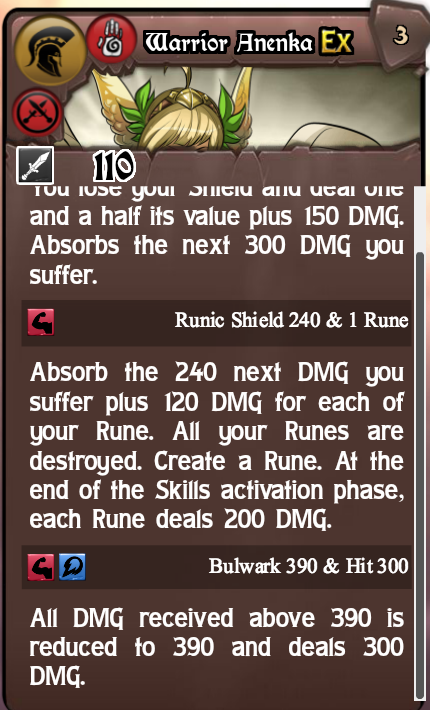 Warrior Anenka Ex
3
110
You lose your Shield and deal one
and a half its value plus 150 DMG.
Absorbs the next 300 DMG you
suffer.
Runic Shield 240 & 1 Rune
Absorb the 240 next DMG you
suffer plus 120 DMG for each of
your Rune. All your Runes are
destroyed. Create a Rune. At the
end of the Skills activation phase,
each Rune deals 200 DMG.
Bulwark 390 & Hit 300
All DMG received above 390 is
reduced to 390 and deals 300
DMG.